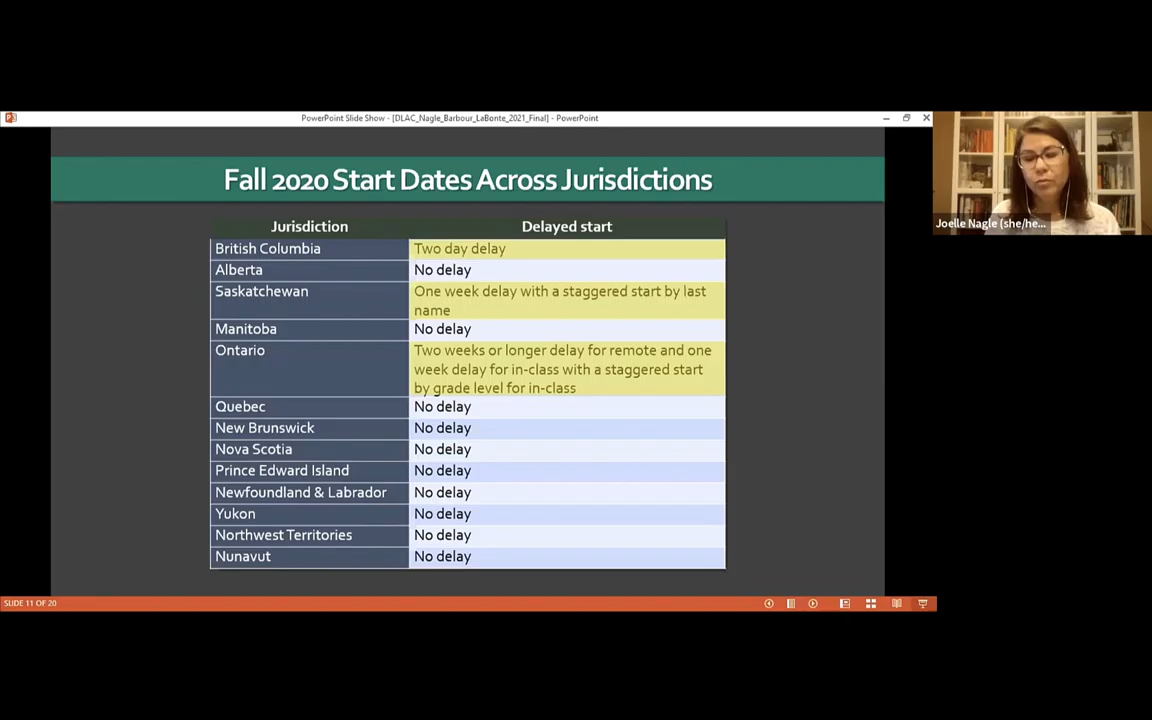 PowerPoint Slide Show - [DLAC_Nagle_Barbour_LaBonte_2021_Final] - PowerPoint
Fall 2020 Start Dates Across Jurisdictions
Jurisdiction Delayed start
British Columbia Two day delay
Alberta No delay
Saskatchewan One week delay with a staggered start by last
name
Manitoba No delay
Ontario Two weeks or longer delay for remote and one
week delay for in-class with a staggered start
by grade level for in-class
Quebec No delay
New Brunswick No delay
Nova Scotia No delay
Prince Edward Island No delay
Newfoundland & Labrador No delay
Yukon No delay
Northwest Territories No delay
Nunavut No delay
SLIDE 11 OF 20
Joelle Nagle (she/he...